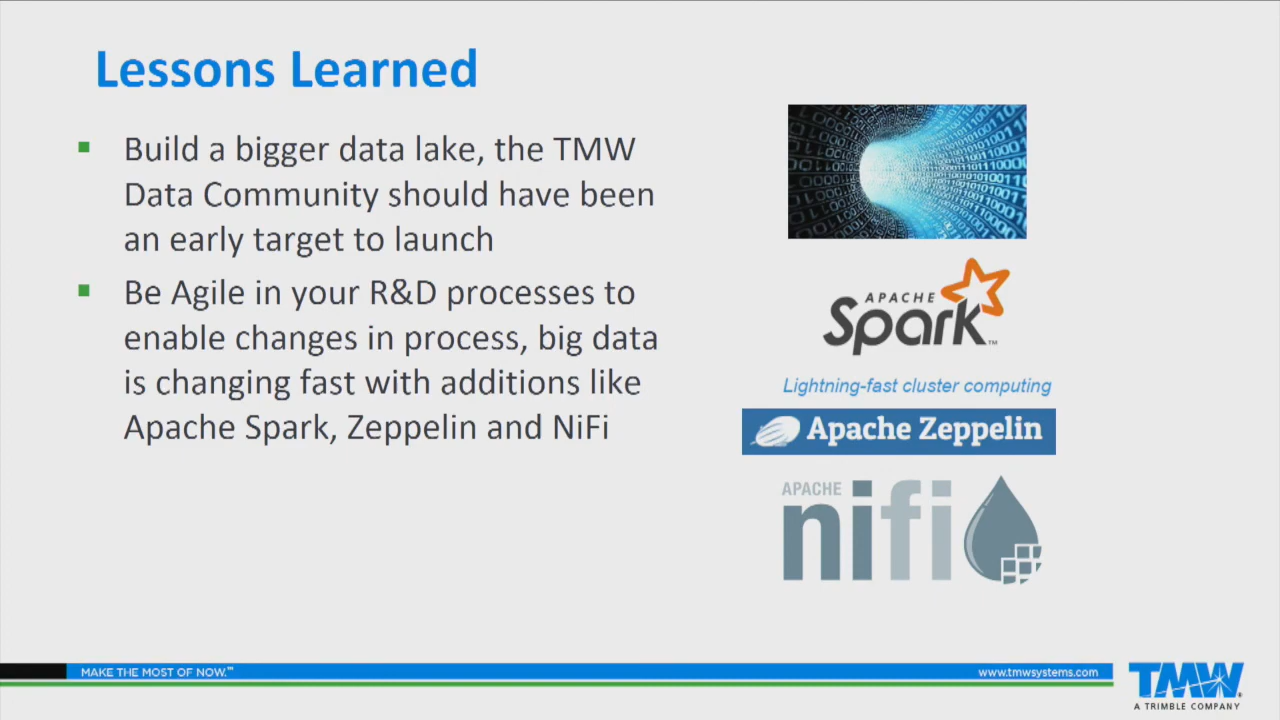 Lessons Learned
Build a bigger data lake, the TMW
Data Community should have been
an early target to launch
Be Agile in your R&D processes to
enable changes in process, big data
is changing fast with additions like
Apache Spark, Zeppelin and NiFi
APACHE
Spark™
Lightning-fast cluster computing
Apache Zeppelin
APACHE
nifi
MAKE THE MOST OF NOW.™
www.tmwsystems.com
TMW®
A TRIMBLE COMPANY